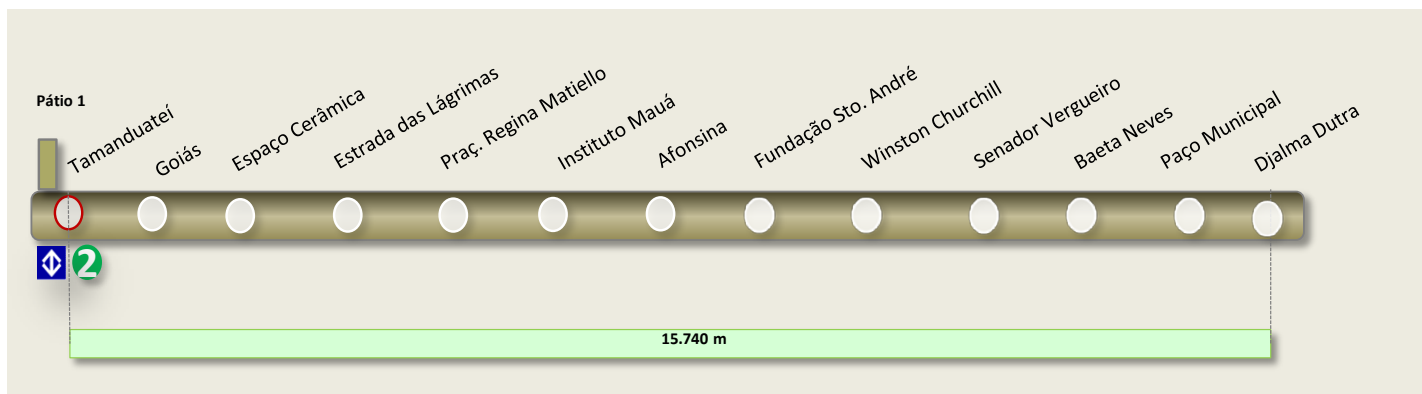 Pátio 1
Tamanduateí
Goiás
Espaço Cerâmica
Estrada das Lágrimas
Praç. Regina Matiello
Instituto Mauá
Afonsina
Fundação Sto. André
Winston Churchill
Senador Vergueiro
Baeta Neves
Paço Municipal
Djalma Dutra
2
15.740 m